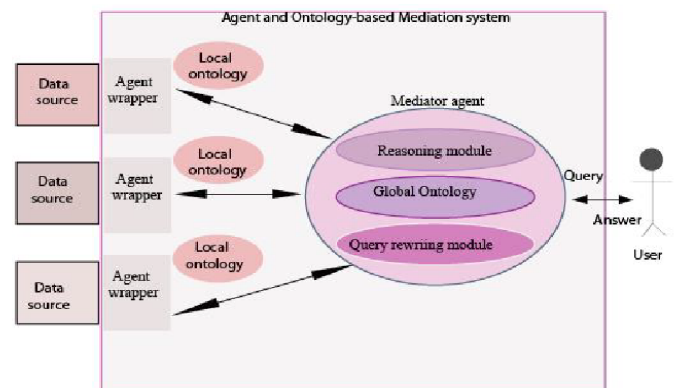 Agent and Ontology-based Mediation system
Local
ontology
Data
source
Agent
wrapper
Mediator agent
Reasoning module
Local
ontology
Data
source
Agent
wrapper
Global Ontology
Query
Answer
User
Local
ontology
Query rewriing module
Data
source
Agent
wrapper